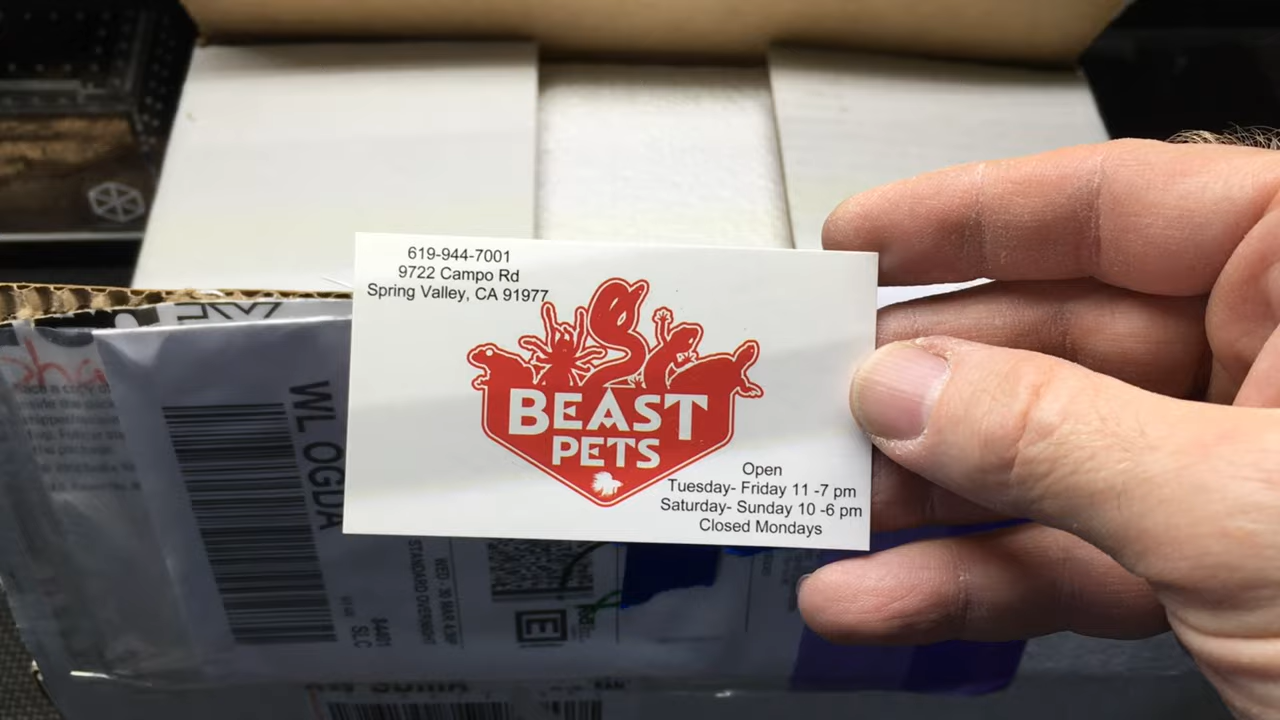 619-944-7001
9722 Campo Rd
Spring Valley, CA 91977
BEAST
PETS
Open
Tuesday- Friday 11 -7 pm
Saturday- Sunday 10 -6 pm
Closed Mondays
WL OGDA
STANDARD OVERNIGHT
84401
SLC
E